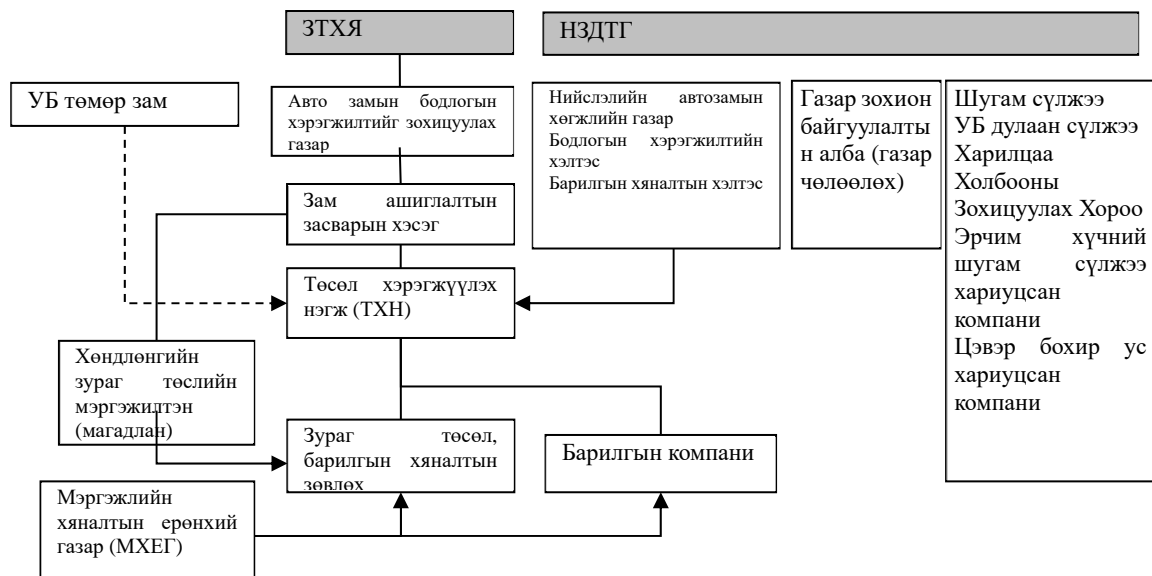 ЗТХЯ
НЗДТГ
УБ төмөр зам
Авто замын бодлогын
хэрэгжилтийг зохицуулах
газар
Нийслэлийн автозамын
хөгжлийн газар
Бодлогын хэрэгжилтийн
хэлтэс
Барилгын хяналтын хэлтэс
Газар зохион
байгуулалты
н алба (газар
чөлөөлөх)
Шугам сүлжээ
УБ дулаан сүлжээ
Харилцаа
Холбооны
Зохицуулах Хороо
Эрчим хүчний
шугам сүлжээ
хариуцсан
компани
Цэвэр бохир ус
хариуцсан
компани
Зам ашиглалтын
засварын хэсэг
Төсөл хэрэгжүүлэх
нэгж (ТХН)
Хөндлөнгийн
зураг төслийн
мэргэжилтэн
(магадлан)
Зураг төсөл,
барилгын хяналтын
зөвлөх
Барилгын компани
Мэргэжлийн
хяналтын ерөнхий
газар (МХЕГ)